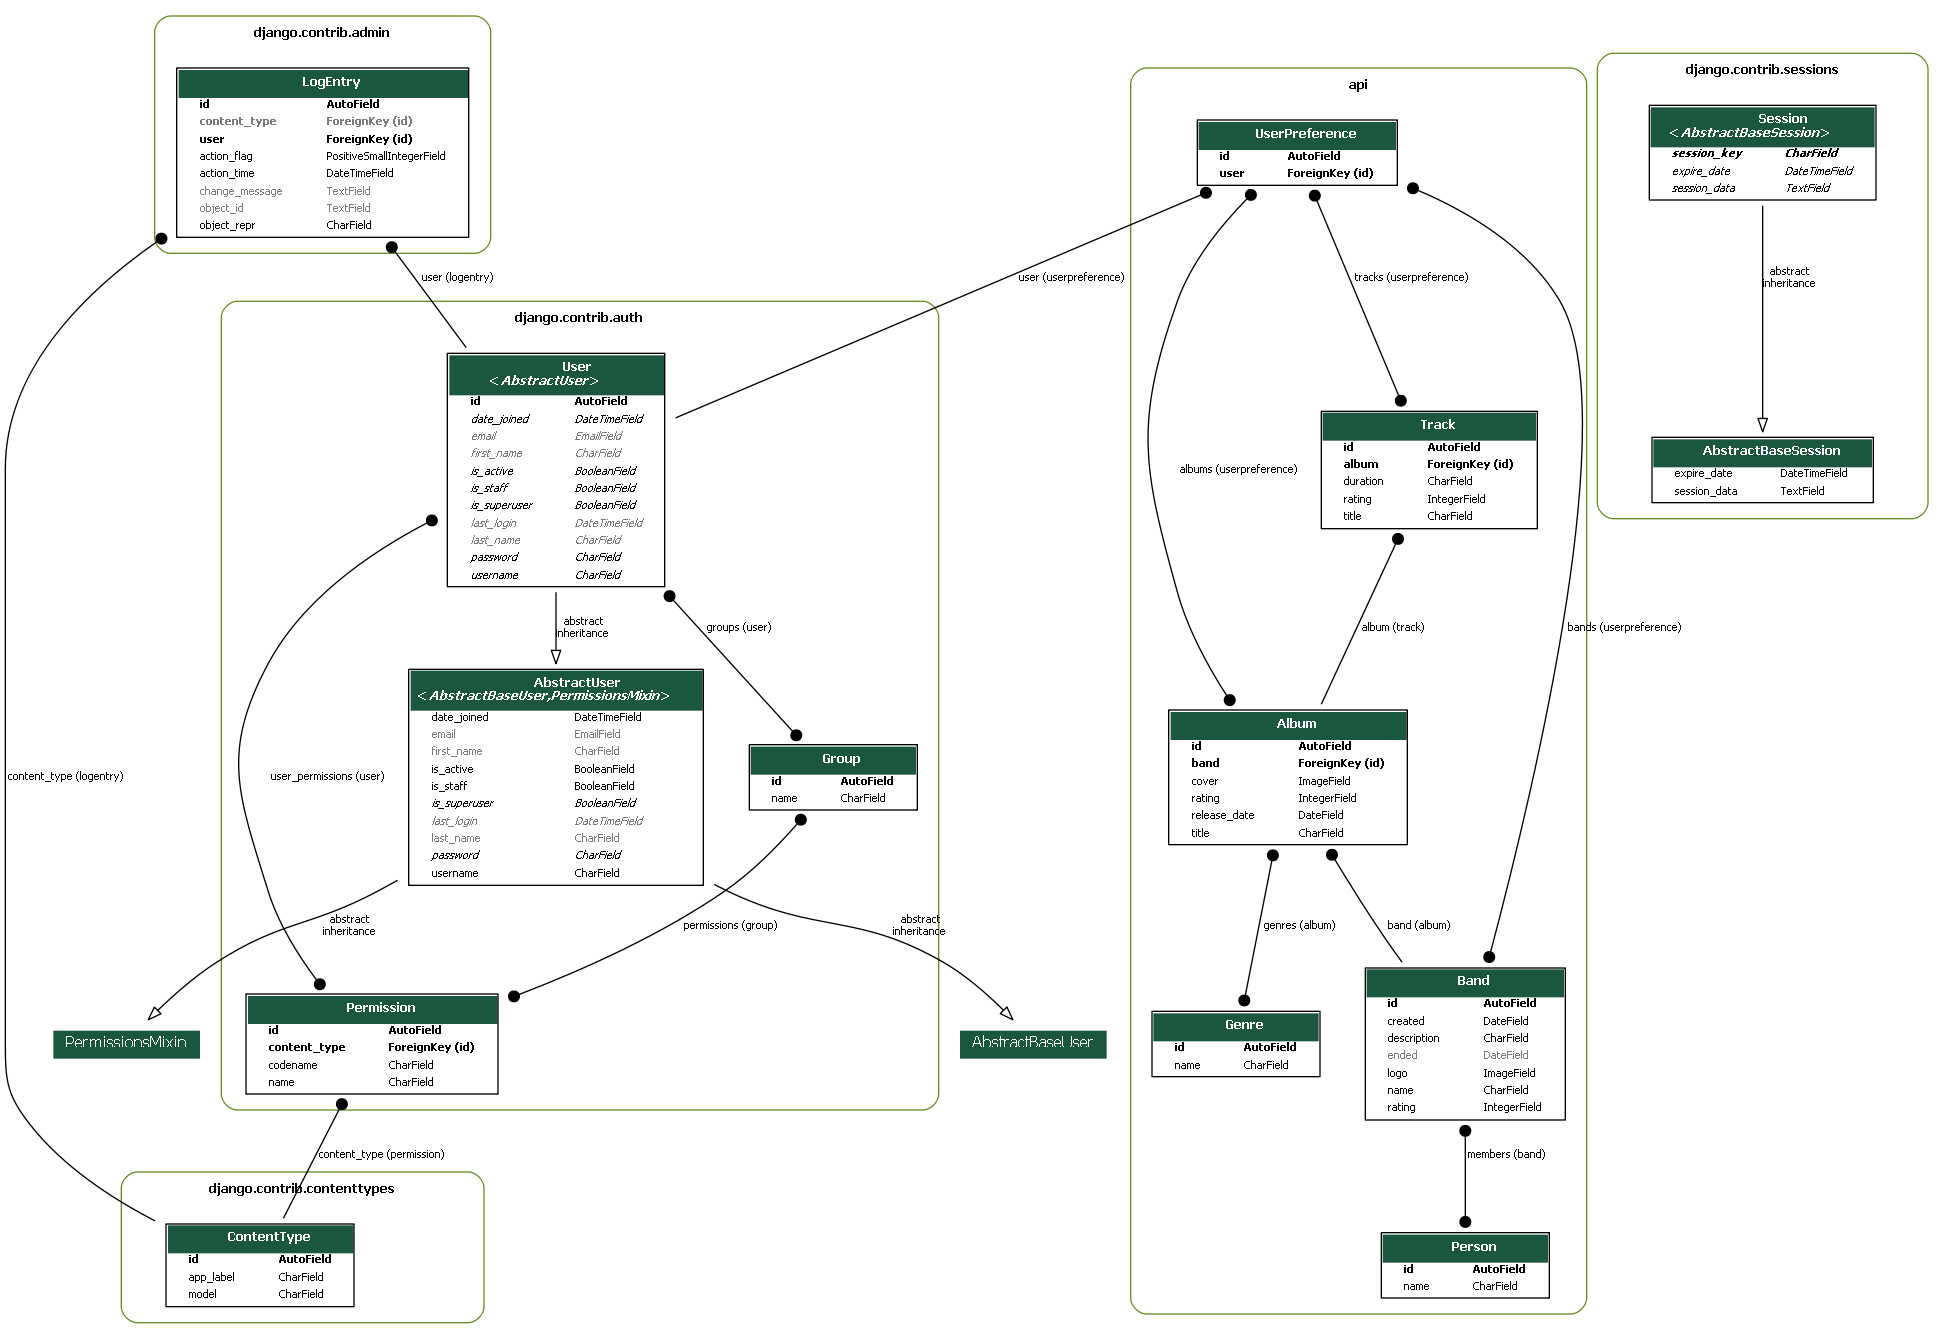 django.contrib.admin
LogEntry
id AutoField
content_type ForeignKey (id)
user ForeignKey (id)
action_flag PositiveSmallIntegerField
action_time DateTimeField
change_message TextField
object_id TextField
object_repr CharField
user (logentry)
content_type (logentry)
django.contrib.auth
User
<AbstractUser>
id AutoField
date_joined DateTimeField
email EmailField
first_name CharField
is_active BooleanField
is_staff BooleanField
is_superuser BooleanField
last_login DateTimeField
last_name CharField
password CharField
username CharField
abstract
inheritance
groups (user)
user_permissions (user)
AbstractUser
<AbstractBaseUser,PermissionsMixin>
date_joined DateTimeField
email EmailField
first_name CharField
is_active BooleanField
is_staff BooleanField
is_superuser BooleanField
last_login DateTimeField
last_name CharField
password CharField
username CharField
Group
id AutoField
name CharField
abstract
inheritance
permissions (group)
abstract
inheritance
PermissionsMixin
Permission
id AutoField
content_type ForeignKey (id)
codename CharField
name CharField
AbstractBaseUser
content_type (permission)
django.contrib.contenttypes
ContentType
id AutoField
app_label CharField
model CharField
api
UserPreference
id AutoField
user ForeignKey (id)
user (userpreference)
tracks (userpreference)
albums (userpreference)
bands (userpreference)
Track
id AutoField
album ForeignKey (id)
duration CharField
rating IntegerField
title CharField
album (track)
Album
id AutoField
band ForeignKey (id)
cover ImageField
rating IntegerField
release_date DateField
title CharField
genres (album)
band (album)
Genre
id AutoField
name CharField
Band
id AutoField
created DateField
description CharField
ended DateField
logo ImageField
name CharField
rating IntegerField
members (band)
Person
id AutoField
name CharField
django.contrib.sessions
Session
<AbstractBaseSession>
session_key CharField
expire_date DateTimeField
session_data TextField
abstract
inheritance
AbstractBaseSession
expire_date DateTimeField
session_data TextField